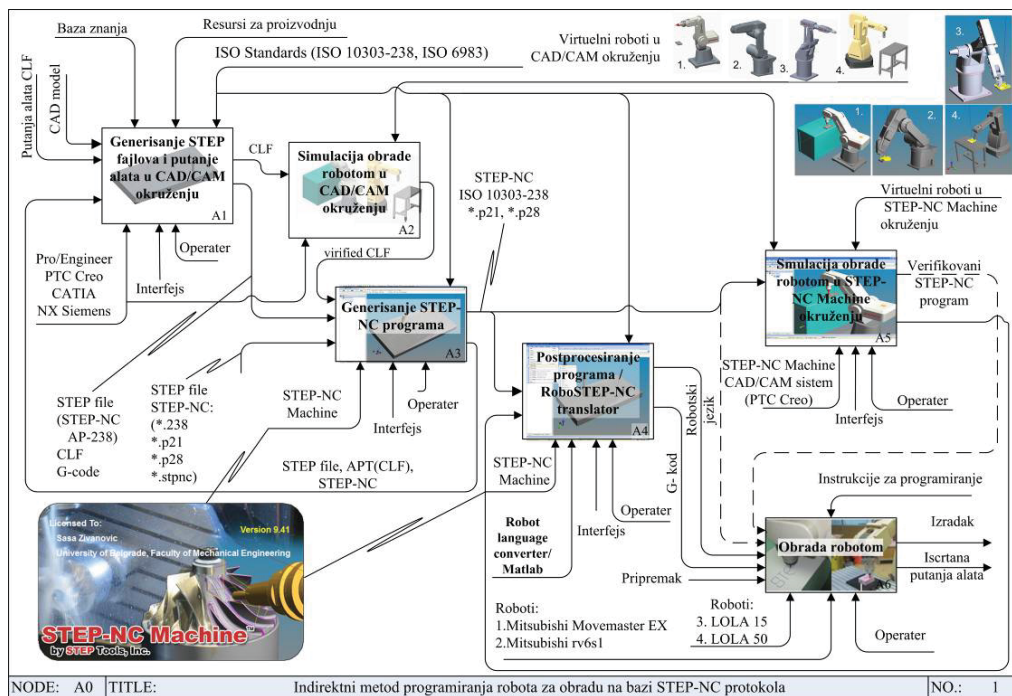 Baza znanja
Resursi za proizvodnju
ISO Standards (ISO 10303-238, ISO 6983)
Virtuelni roboti u
CAD/CAM okruženju
1.
2.
3.
4.
3.
1.
2.
4.
Putanja alata CLF
CAD model
Generisanje STEP
fajlova i putanje
alata u CAD/CAM
okruženju
A1
CLF
Simulacija obrade
robotom u
CAD/CAM
okruženju
A2
STEP-NC
ISO 10303-238
*.p21, *.p28
Virtuelni roboti u
STEP-NC Machine
okruženju
Operater
Pro/Engineer
PTC Creo
CATIA
NX Siemens
Interfejs
virified CLF
Generisanje STEP-
NC programa
A3
Simulacija obrade
robotom u STEP-
NC Machine
okruženju
A5
Verifikovani
STEP-NC
program
Postprocesiranje
programa /
RoboSTEP-NC
translator
A4
Robotski
jezik
G- kod
STEP-NC Machine
CAD/CAM sistem
(PTC Creo)
Interfejs
Operater
STEP file
(STEP-NC
AP-238)
CLF
G-code
STEP file
STEP-NC:
(*.238
*.p21
*.p28
*.stpnc)
STEP-NC
Machine
Interfejs
Operater
STEP file, APT(CLF),
STEP-NC
STEP-NC
Machine
Robot
language
converter/
Matlab
Interfejs
Operater
Pripremak
Instrukcije za programiranje
Obrada robotom
A6
Izradak
Iscrtana
putanja alata
Operater
Licensed To:
Sasa Zivanovic
University of Belgrade, Faculty of Mechanical Engineering
Version 9.41
STEP-NC Machine™
by STEP Tools, Inc.
Roboti:
1.Mitsubishi Movemaster EX
2.Mitsubishi rv6s1
Roboti:
3. LOLA 15
4. LOLA 50
NODE: A0 TITLE: Indirektni metod programiranja robota za obradu na bazi STEP-NC protokola NO.: 1